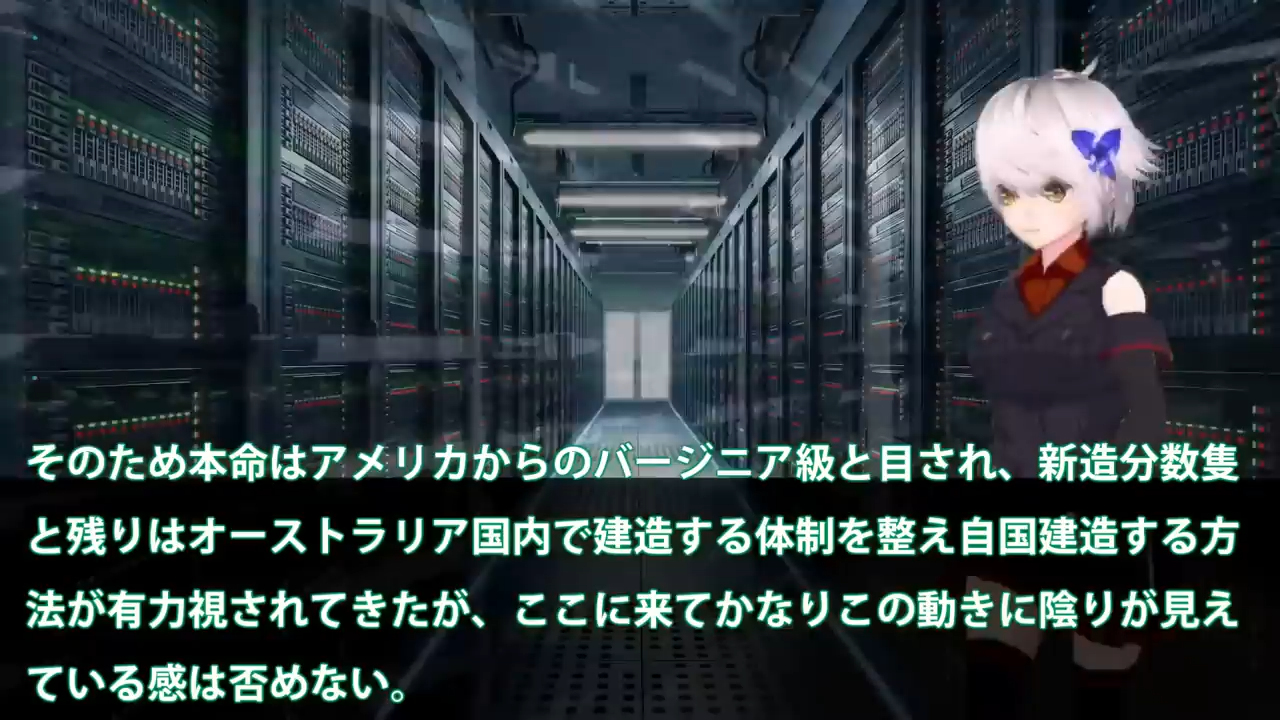 そのため本命はアメリカからのバージニア級と目され、新造分数隻
と残りはオーストラリア国内で建造する体制を整え自国建造する方
法が有力視されてきたが、ここに来てかなりこの動きに陰りが見え
ている感は否めない。